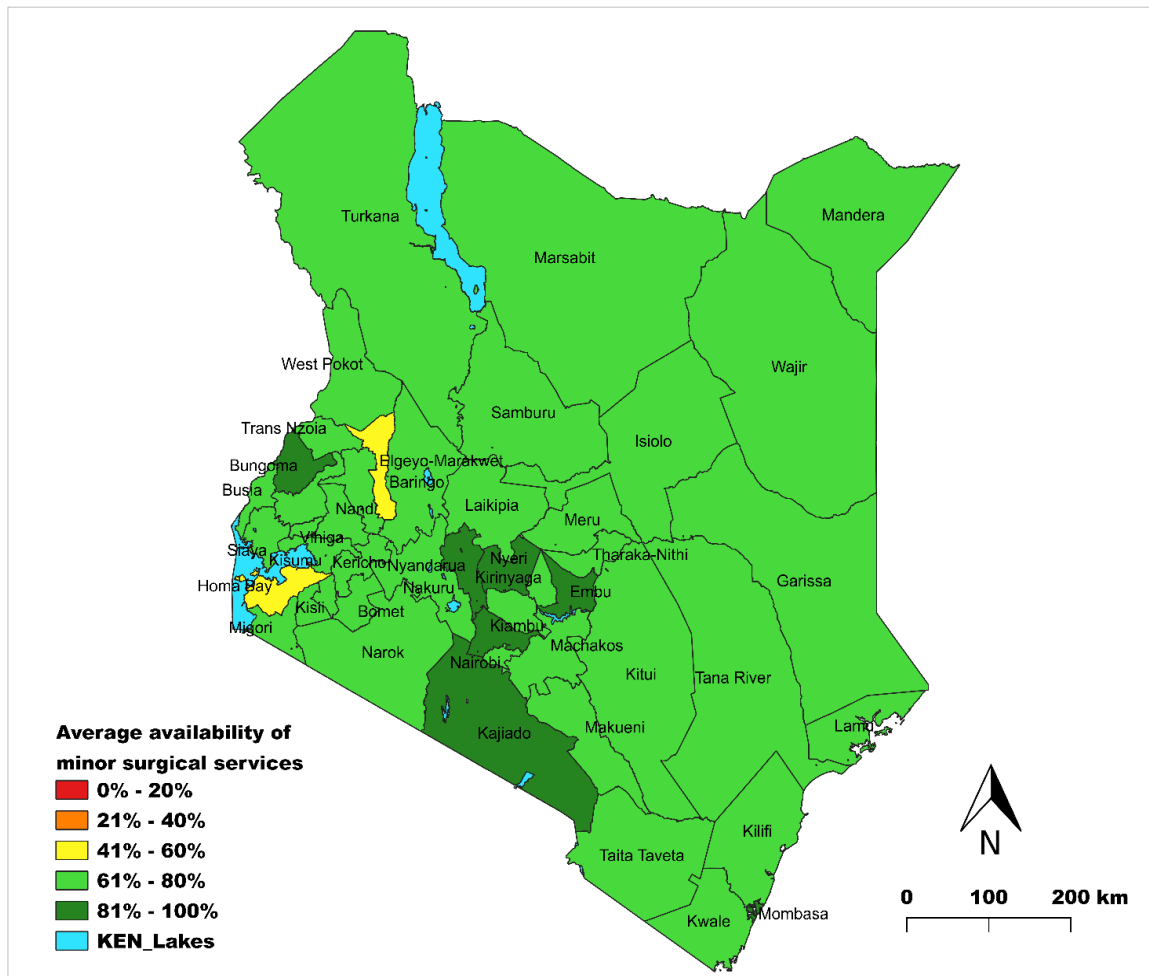 Turkana
Mandera
Marsabit
West Pokot
Wajir
Samburu
Trans Nzoia
Isiolo
Bungoma
Elgeyo-Marakwet
Baringo
Busia
Nandi
Laikipia
Meru
Vihiga
Siaya
Kisumu
Kericho
Nyandarua
Nyeri
Tharaka-Nithi
Homa Bay
Nakuru
Kirinyaga
Embu
Garissa
Kisii
Bomet
Migori
Kiambu
Narok
Machakos
Nairobi
Kitui
Tana River
Kajiado
Makueni
Lamu
Average availability of
minor surgical services
0% - 20%
21% - 40%
41% - 60%
61% - 80%
81% - 100%
KEN_Lakes
Taita Taveta
Kilifi
Kwale
Mombasa
N
0 100 200 km